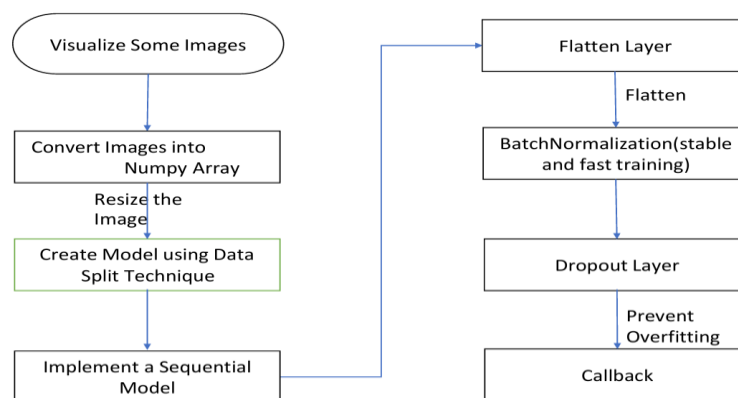 Visualize Some Images
Convert Images into
Numpy Array
Resize the
Image
Create Model using Data
Split Technique
Implement a Sequential
Model
Flatten Layer
Flatten
BatchNormalization(stable
and fast training)
Dropout Layer
Prevent
Overfitting
Callback